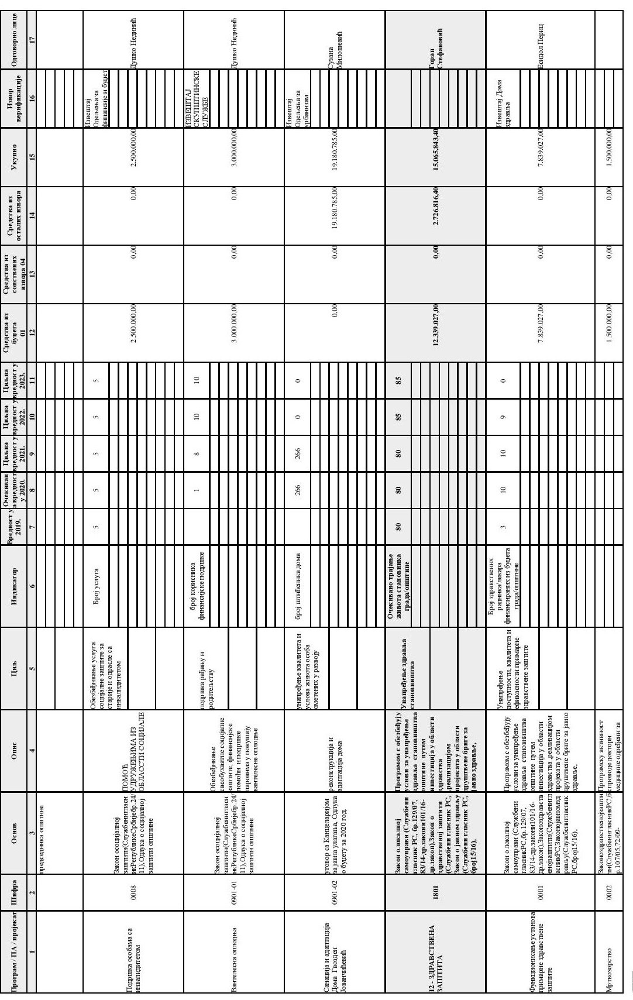 Програм / ПА / пројекат
Шифра
Основ
Опис
Циљ
Индикатор
Вредност у
2019.
Очекиван
а вредност
у 2020.
Циљна
вредност у
2021.
Циљна
вредност у
2022.
Циљна
вредност у
2023.
Средства из
буџета
01
Средства из
сопствених
извора 04
Средства из
осталих извора
Укупно
Извор
верификације
Одговорно лице
1
2
3
4
5
6
7
8
9
10
11
12
13
14
15
16
17
председника општине
Подршка особама са
инвалидитетом
0008
Закон осоцијалној
заштити(Службенигласн
икРепубликеСрбијебр.24/
11),Одлука о социјалној
заштити општине
ПОМОЋ
УДРУЖЕЊИМА ИЗ
ОБЛАССТИ СОЦИЈАЛЕ
Обезбеђивање услуга
социјалне заштите за
старије и одрасле са
инвалидитетом
Број услуга
5
5
5
5
5
2.500.000,00
0,00
0,00
2.500.000,00
Извештај
Одељења за
финансије и буџет
Душко Нединић
Вантелесна оплодња
0901-01
Закон осоцијалној
заштити(Службенигласн
икРепубликеСрбијебр.24/
11),Одлука о социјалној
заштити општине
Обезбеђивање
свеобухватне социјалне
заштите, финансијске
помоћи и подршке
паровима у покушају
вантелесне оплодње
подршка рађању и
родитељству
број корисника
финансијске подршке
1
8
10
10
3.000.000,00
0,00
0,00
3.000.000,00
ИЗВЕШТАЈ
СКУПШТИНСКЕ
СЛУЖБЕ
Душко Нединић
Санација и адаптација
Дома Гвозден
Јованчићевић
0901-02
уговор са Канцеларијом
за јавна улагања, Одлука
о буџету за 2020 год.
реконструкција и
адаптација дома
унапређење квалитета и
услова живота особа
ометених у развоју
број штићеника дома
266
266
0
0
0,00
0,00
19.180.785,00
19.180.785,00
Извештај
Одељења за
урбанизам
Сузана
Милошевић
12 - ЗДРАВСТВЕНА
ЗАШТИТА
1801
Закон о локалној
самоуправи (Службени
гласник РС, бр.129/07,
83/14-др.закони101/16-
др.закон),Закон о
здравственој заштити
(Службени гласник РС,
Закон о јавном здрављу
(Службени гласник РС,
број15/16),
Програмом с обезбеђују
услови за унапређење
здравља становништва
општине путем
инвестиција у области
здравства
,реализацијом
пројеката у области
друштвене бриге за
јавно здравље,
Унапређење здравља
становништва
Очекивано трајање
живота становника
града/општине
80
80
80
85
85
12.339.027,00
0,00
2.726.816,40
15.065.843,40
Горан
Стефановић
Функционисање установа
примарне здравствене
заштите
0001
Закон о локалној
самоуправи (Службени
гласникРС,бр.129/07,
83/14-др.закони101/16-
др.закон),Законоздравств
енојзаштити(Службенигл
асникРС,Законојавномзд
рављу(Службенигласник
РС,број15/16),
Програмом с обезбеђују
услови за унапређење
здравља становништва
општине путем
инвестиција у области
здравства ,реализацијом
пројеката у области
друштвене бриге за јавно
здравље,
Унапређење
доступности, квалитета и
ефикасности примарне
здравствене заштите
Број здравствених
радника/лекара
финансираних из буџета
града/општине
3
10
10
9
0
7.839.027,00
0,00
0,00
7.839.027,00
Извештај Дома
здравља
Есидол Периц
Мртвозорство
0002
Законоздравственојзашти
ти(СлужбенигласникРС,б
р.107/05,72/09-
Програмску активност
спроводе доктори
медицине одређени за
1.500.000,00
0,00
0,00
1.500.000,00